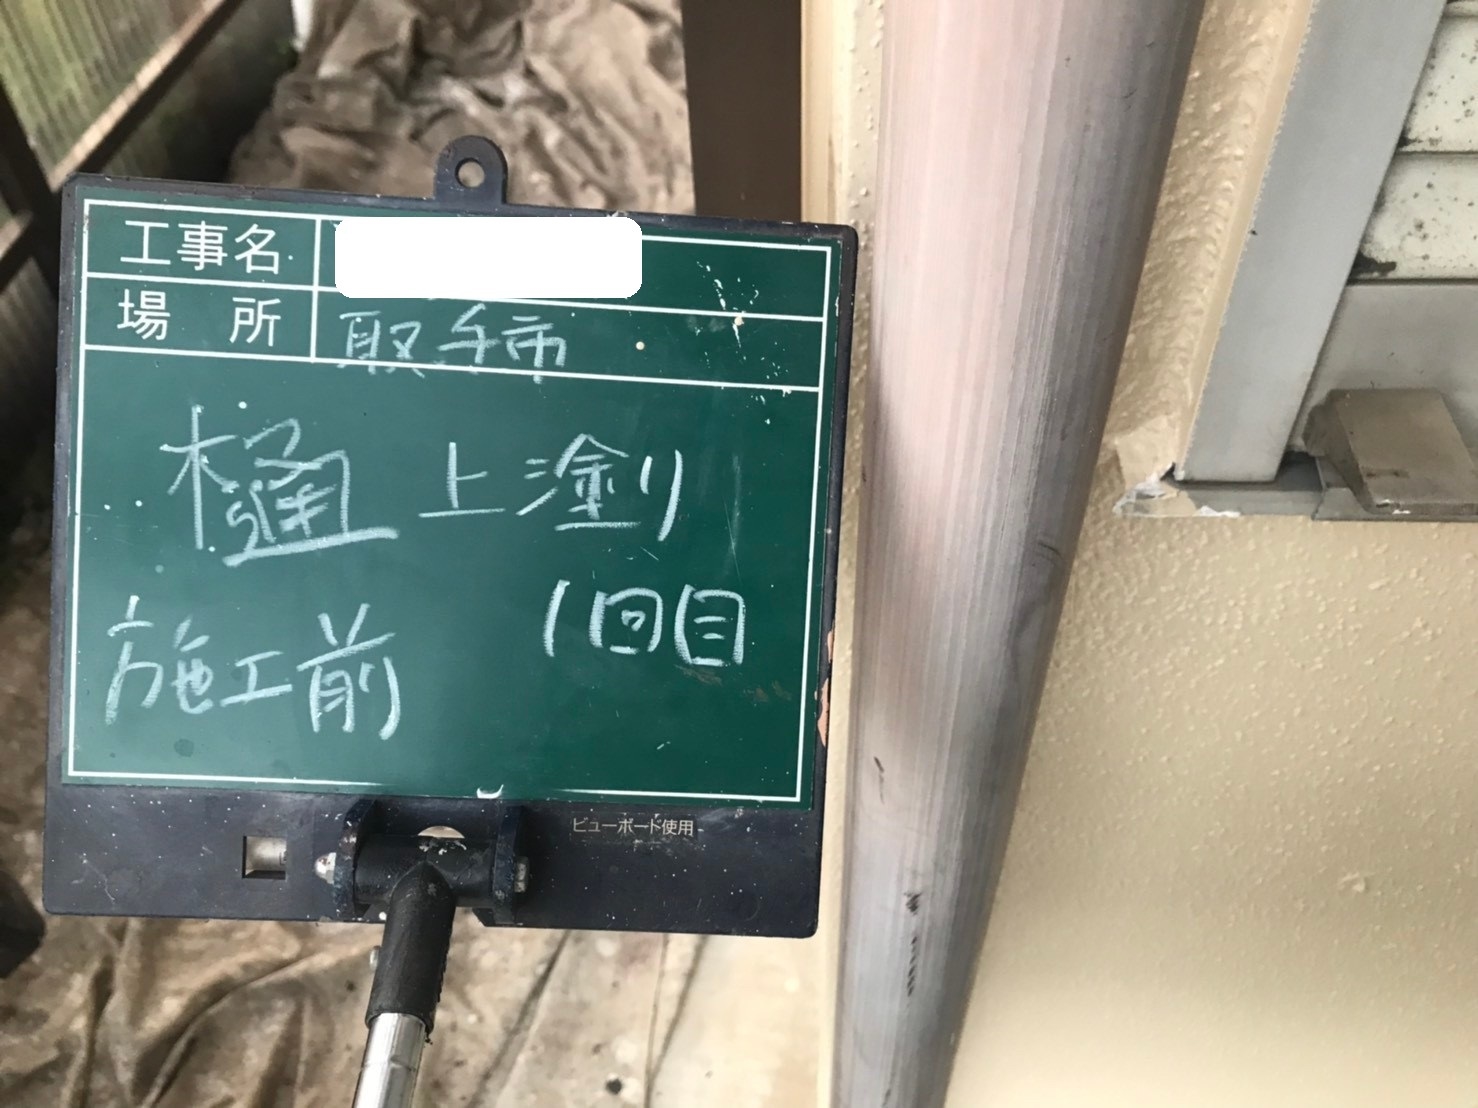 工事名
場所 取手市
樋 上塗り
1回目
施工前
ビューボード使用